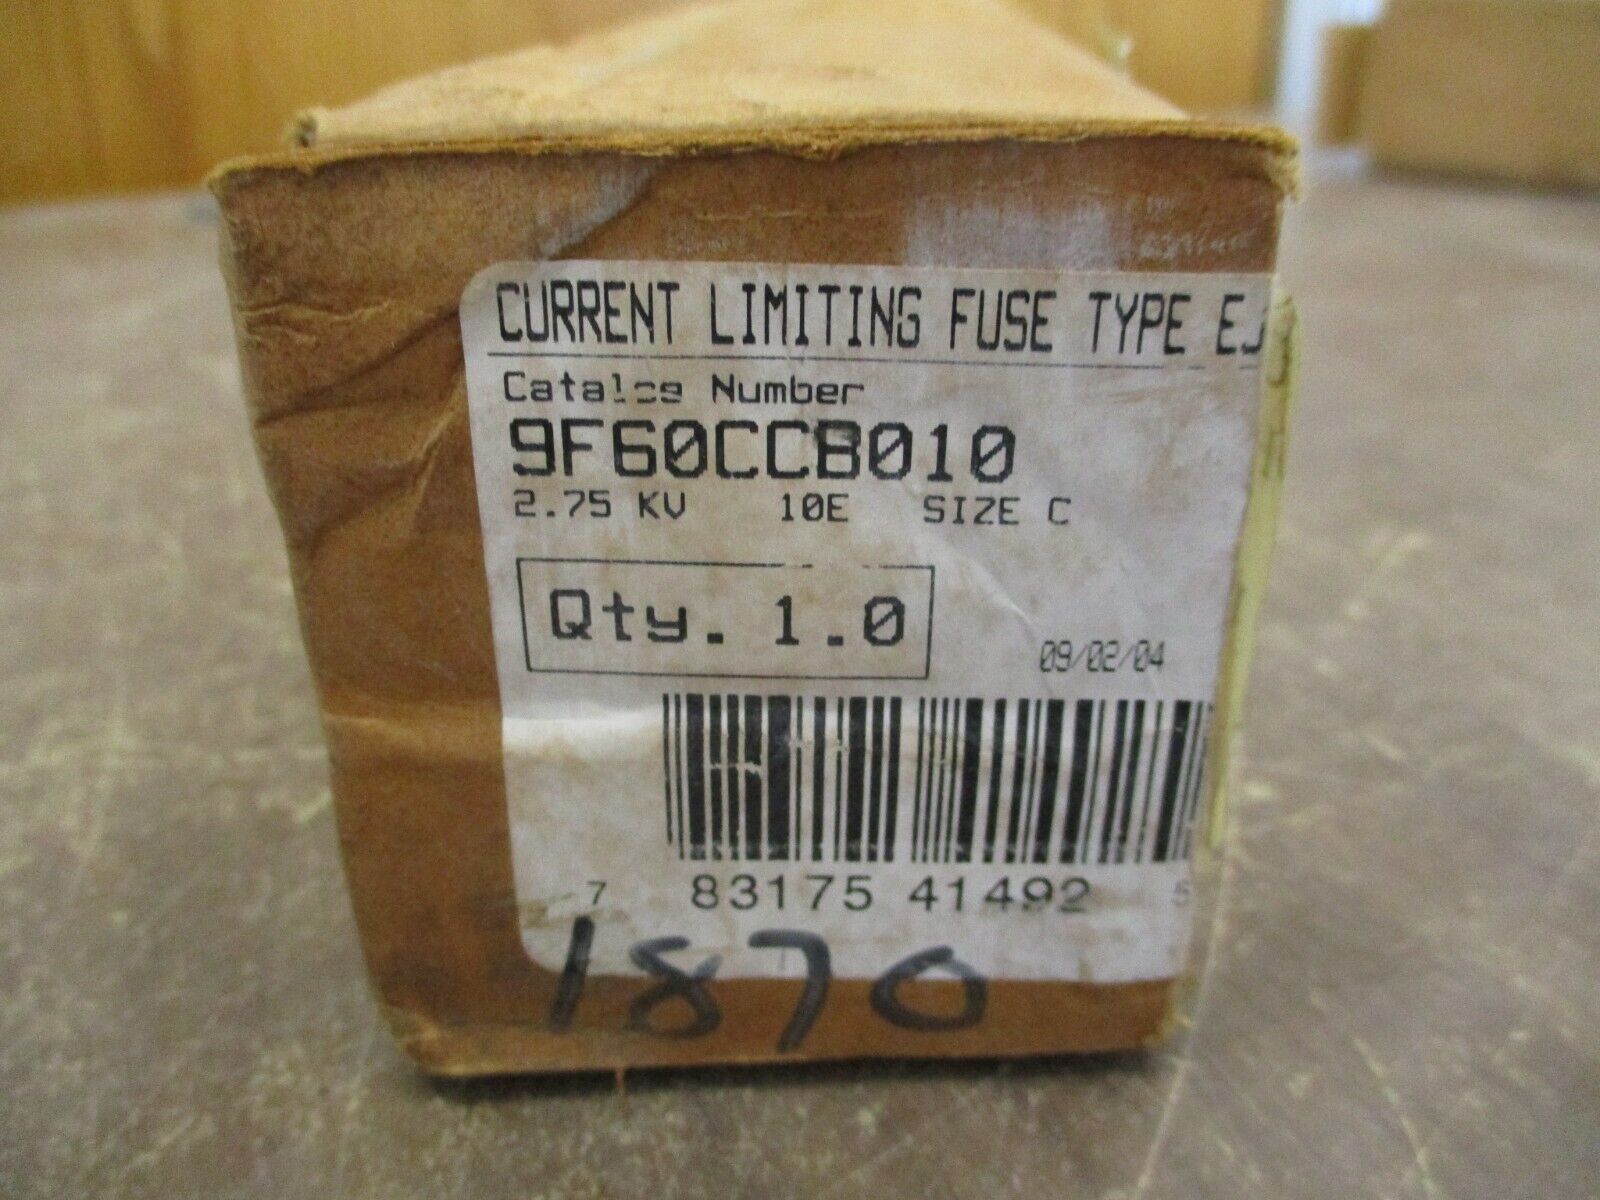 CURRENT LIMITING FUSE TYPE EJ
Catalog Number
9F60CCB010
2.75 KV 10E SIZE C
Qty. 1.0
09/02/04
7 83175 41492 5
1870